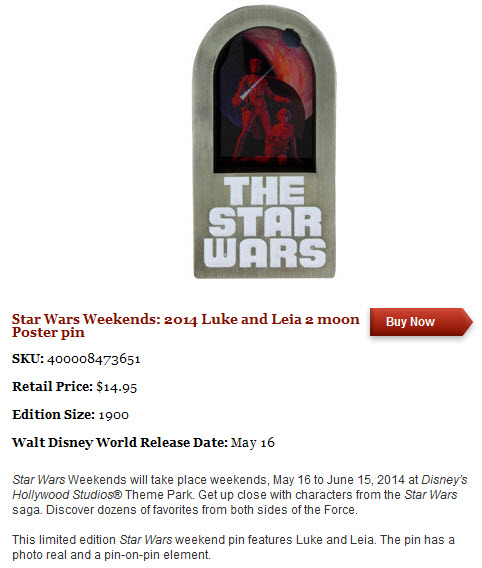 THE
STAR
WARS
Star Wars Weekends: 2014 Luke and Leia 2 moon
Poster pin
Buy Now
SKU: 400008473651
Retail Price: $14.95
Edition Size: 1900
Walt Disney World Release Date: May 16
Star Wars Weekends will take place weekends, May 16 to June 15, 2014 at Disney's
Hollywood Studios® Theme Park. Get up close with characters from the Star Wars
saga. Discover dozens of favorites from both sides of the Force.
This limited edition Star Wars weekend pin features Luke and Leia. The pin has a
photo real and a pin-on-pin element.